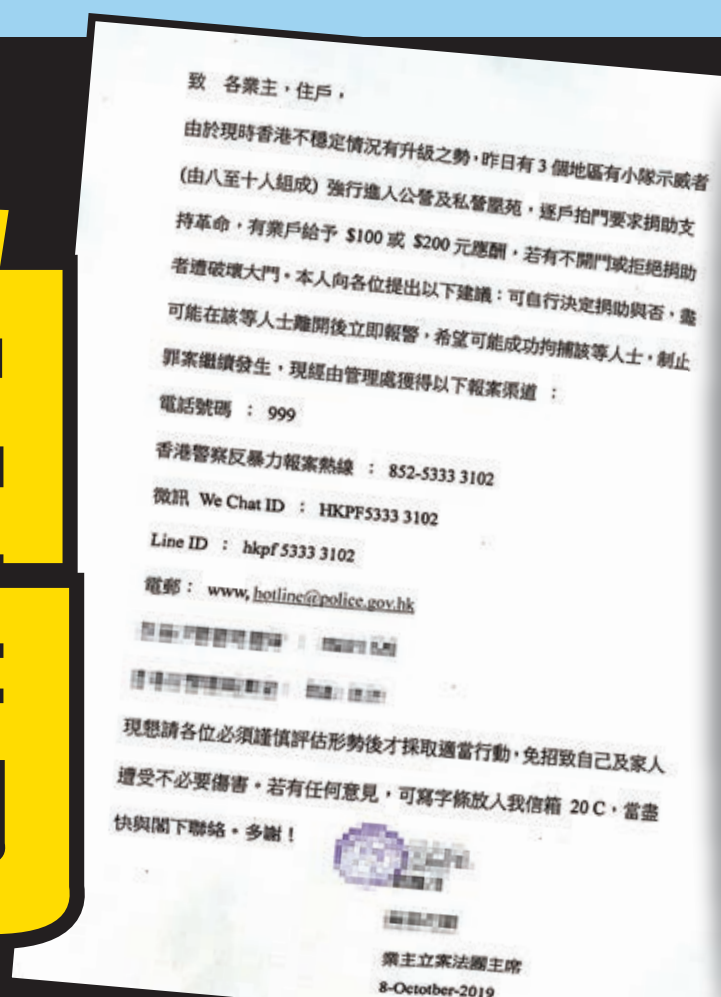 致 各業主，住戶，
由於現時香港不穩定情況有升級之勢，昨日有 3 個地區有小隊示威者
(由八至十人組成) 強行進入公營及私營屋苑，逐戶拍門要求捐助支
持革命，有業戶給予 $100 或 $200 元應酬，若有不開門或拒絕捐助
者遭破壞大門。本人向各位提出以下建議：可自行決定捐助與否，盡
可能在該等人士離開後立即報警，希望可能成功拘捕該等人士，制止
罪案繼續發生，現經由管理處獲得以下報案渠道 ：
電話號碼 ： 999
香港警察反暴力報案熱線 ： 852-5333 3102
微訊 We Chat ID ： HKPF5333 3102
Line ID ： hkpf 5333 3102
電郵： www, hotline@police.gov.hk
現懇請各位必須謹慎評估形勢後才採取適當行動，免招致自己及家人
遭受不必要傷害。若有任何意見，可寫字條放入我信箱 20 C，當盡
快與閣下聯絡。多謝！
業主立案法團主席
8-Octotber-2019